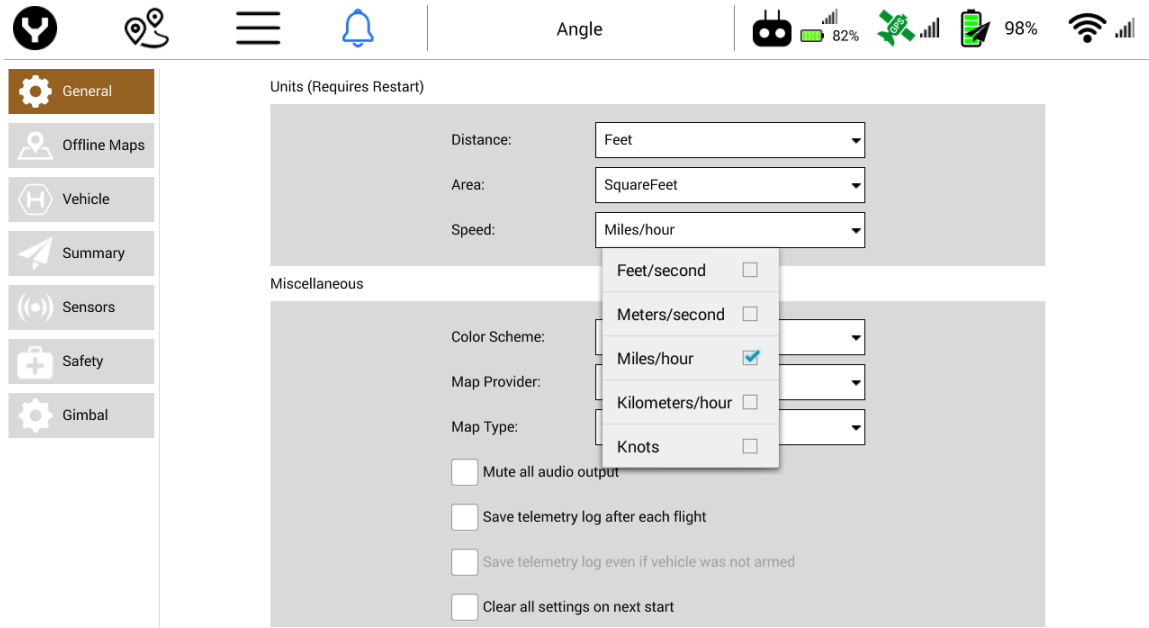 Angle
82%
GPS
98%
General
Offline Maps
Vehicle
Summary
Sensors
Safety
Gimbal
Units (Requires Restart)
Distance:
Feet
Area:
SquareFeet
Speed:
Miles/hour
Feet/second
Meters/second
Miles/hour
Kilometers/hour
Knots
Miscellaneous
Color Scheme:
Map Provider:
Map Type:
Mute all audio output
Save telemetry log after each flight
Save telemetry log even if vehicle was not armed
Clear all settings on next start